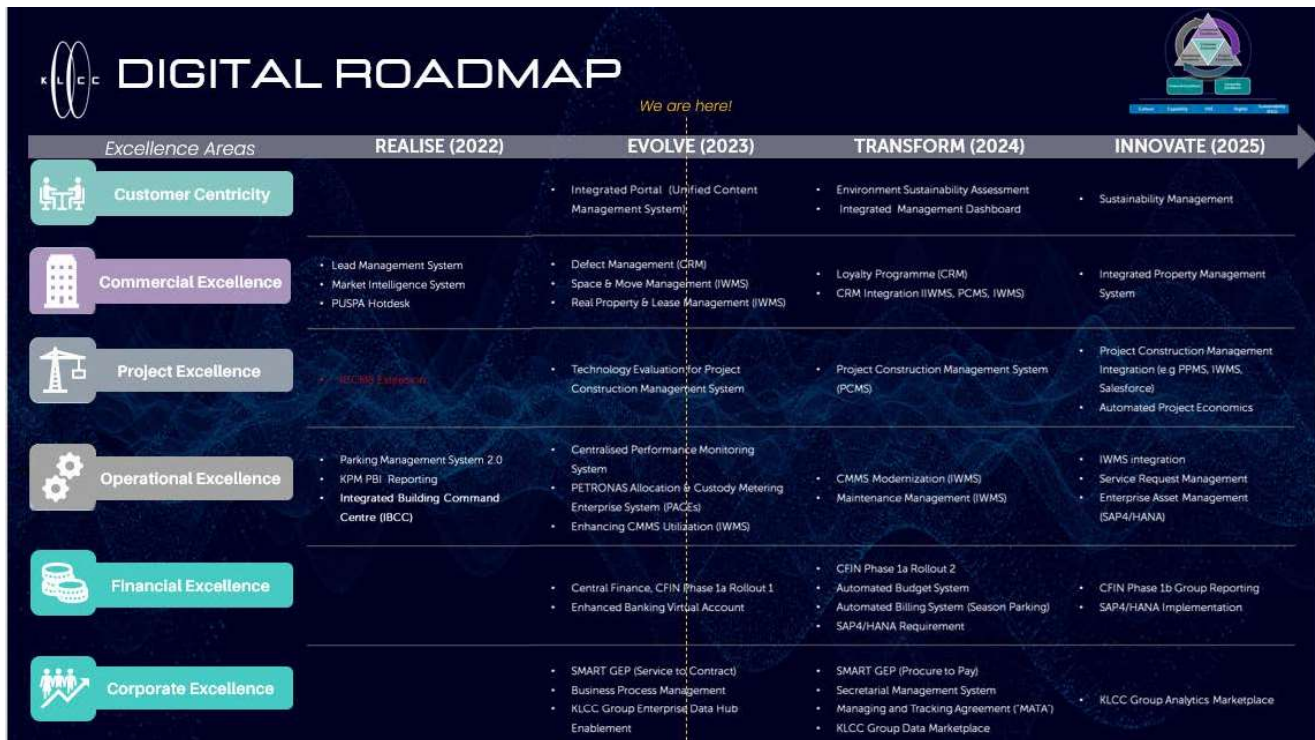 KLCC
DIGITAL ROADMAP
We are here!
Excellence Areas
REALISE (2022)
EVOLVE (2023)
TRANSFORM (2024)
INNOVATE (2025)
Customer Centricity
• Integrated Portal (Unified Content
Management System)
• Environment Sustainability Assessment
• Integrated Management Dashboard
• Sustainability Management
Commercial Excellence
• Lead Management System
• Market Intelligence System
• PUSPA Hotdesk
• Defect Management (CRM)
• Space & Move Management (IWMS)
• Real Property & Lease Management (IWMS)
• Loyalty Programme (CRM)
• CRM Integration IIWMS, PCMS, IWMS)
• Integrated Property Management
System
Project Excellence
• Technology Evaluation for Project
Construction Management System
• Project Construction Management System
(PCMS)
• Project Construction Management
Integration (e.g PPMS, IWMS,
Salesforce)
• Automated Project Economics
Operational Excellence
• Parking Management System 2.0
• KPM PBI Reporting
• Integrated Building Command
Centre (IBCC)
• Centralised Performance Monitoring
System
• PETRONAS Allocation & Custody Metering
Enterprise System (PACEs)
• Enhancing CMMS Utilization (IWMS)
• CMMS Modernization (IWMS)
• Maintenance Management (IWMS)
• IWMS integration
• Service Request Management
• Enterprise Asset Management
(SAP4/HANA)
Financial Excellence
• Central Finance, CFIN Phase 1a Rollout 1
• Enhanced Banking Virtual Account
• CFIN Phase 1a Rollout 2
• Automated Budget System
• Automated Billing System (Season Parking)
• SAP4/HANA Requirement
• CFIN Phase 1b Group Reporting
• SAP4/HANA Implementation
Corporate Excellence
• SMART GEP (Service to Contract)
• Business Process Management
• KLCC Group Enterprise Data Hub
Enablement
• SMART GEP (Procure to Pay)
• Secretarial Management System
• Managing and Tracking Agreement ("MATA")
• KLCC Group Data Marketplace
• KLCC Group Analytics Marketplace